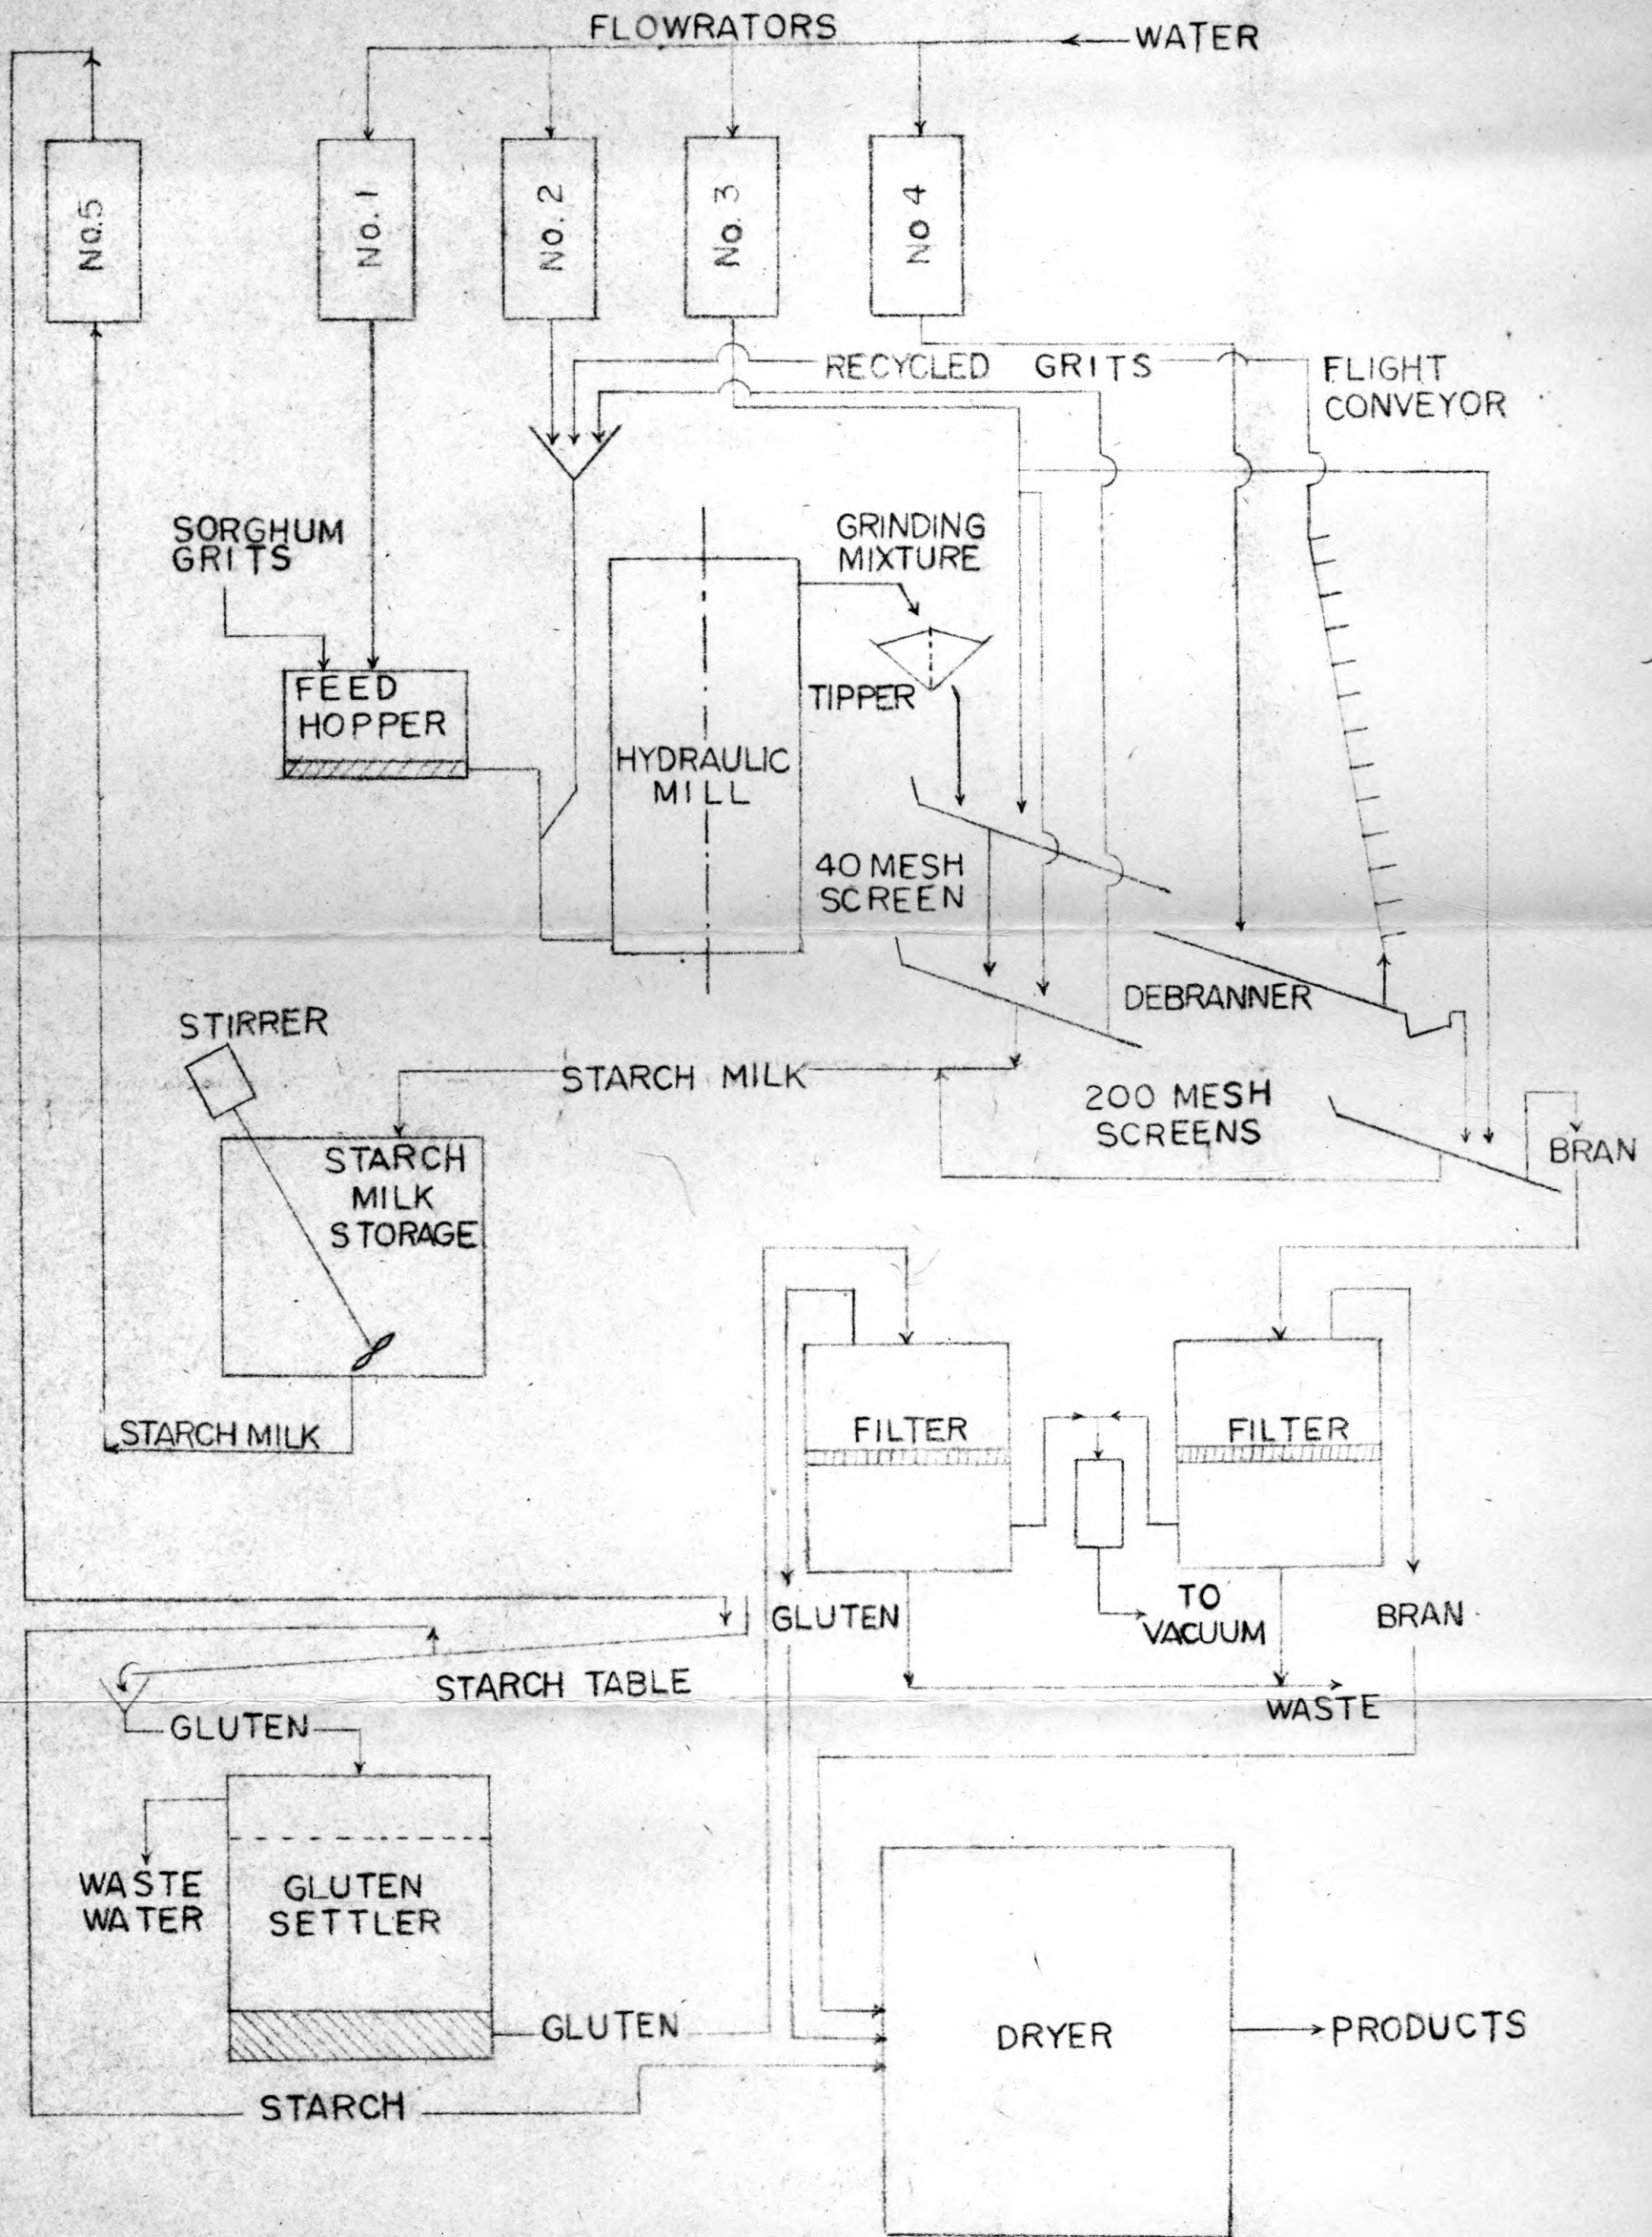 FLOWRATORS
WATER
No.5
No. 1
No. 2
No. 3
No 4
RECYCLED GRITS
FLIGHT
CONVEYOR
SORGHUM
GRITS
GRINDING
MIXTURE
FEED
HOPPER
TIPPER
HYDRAULIC
MILL
40 MESH
SCREEN
DEBRANNER
STIRRER
STARCH MILK
200 MESH
SCREENS
BRAN
STARCH
MILK
STORAGE
STARCH MILK
FILTER
FILTER
GLUTEN
TO
VACUUM
BRAN
STARCH TABLE
WASTE
GLUTEN
WASTE
WATER
GLUTEN
SETTLER
GLUTEN
DRYER
PRODUCTS
STARCH